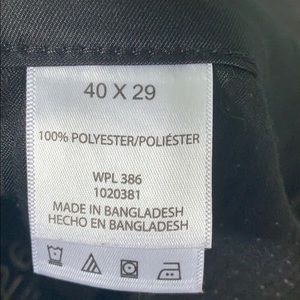 40 X 29
100% POLYESTER/POLIÉSTER
WPL 386
1020381
MADE IN BANGLADESH
HECHO EN BANGLADESH